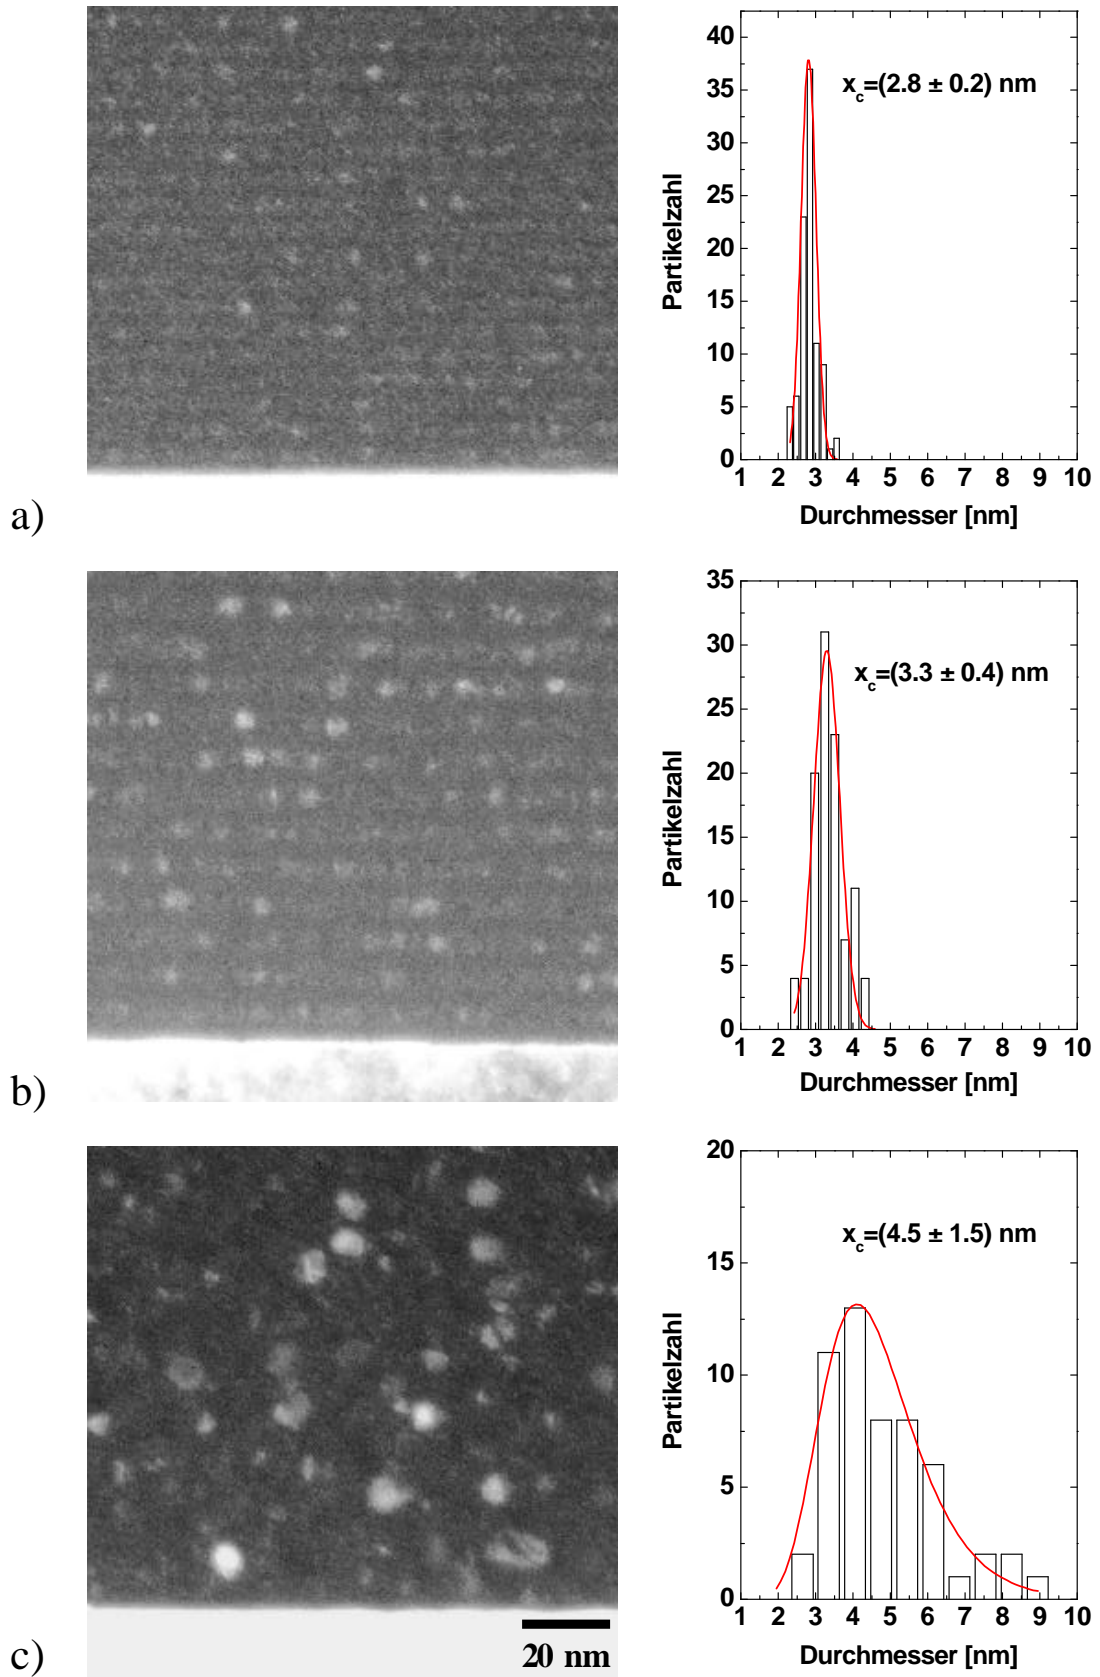 40
35
30
25
20
15
10
5
0
Partikelzahl
x_c=(2.8 ± 0.2) nm
1 2 3 4 5 6 7 8 9 10
Durchmesser [nm]
a)
35
30
25
20
15
10
5
0
Partikelzahl
x_c=(3.3 ± 0.4) nm
1 2 3 4 5 6 7 8 9 10
Durchmesser [nm]
b)
20
15
10
5
0
Partikelzahl
x_c=(4.5 ± 1.5) nm
1 2 3 4 5 6 7 8 9 10
Durchmesser [nm]
20 nm
c)